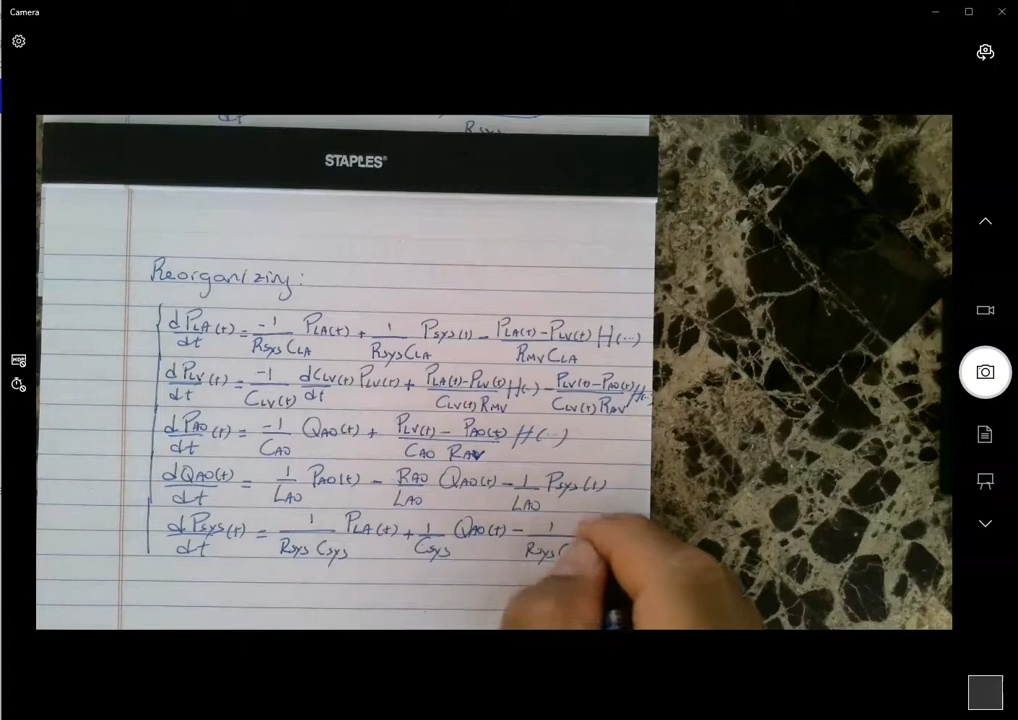 Camera
STAPLES
Reorganizing:
dPLA(t)/dt = -1/(RSYS CLA) PLA(t) + 1/(RSYS CLA) PSYS(t) - (PLA(t) - PLV(t))/(RMV CLA) H(...)
dPLV(t)/dt = -1/CLV(t) dCLV(t)/dt PLV(t) + (PLA(t) - PLV(t))/(CLV(t) RMV) H(..) - (PLV(t) - PAO(t))/(CLV(t) RAV) H(..
dPAO(t)/dt = -1/CAO QAO(t) + (PLV(t) - PAO(t))/(CAO RAV) H(...)
dQAO(t)/dt = 1/LAO PAO(t) - RAO/LAO QAO(t) - 1/LAO PSYS(t)
dPSYS(t)/dt = 1/(RSYS CSYS) PLA(t) + 1/CSYS QAO(t) - 1/(RSYS C